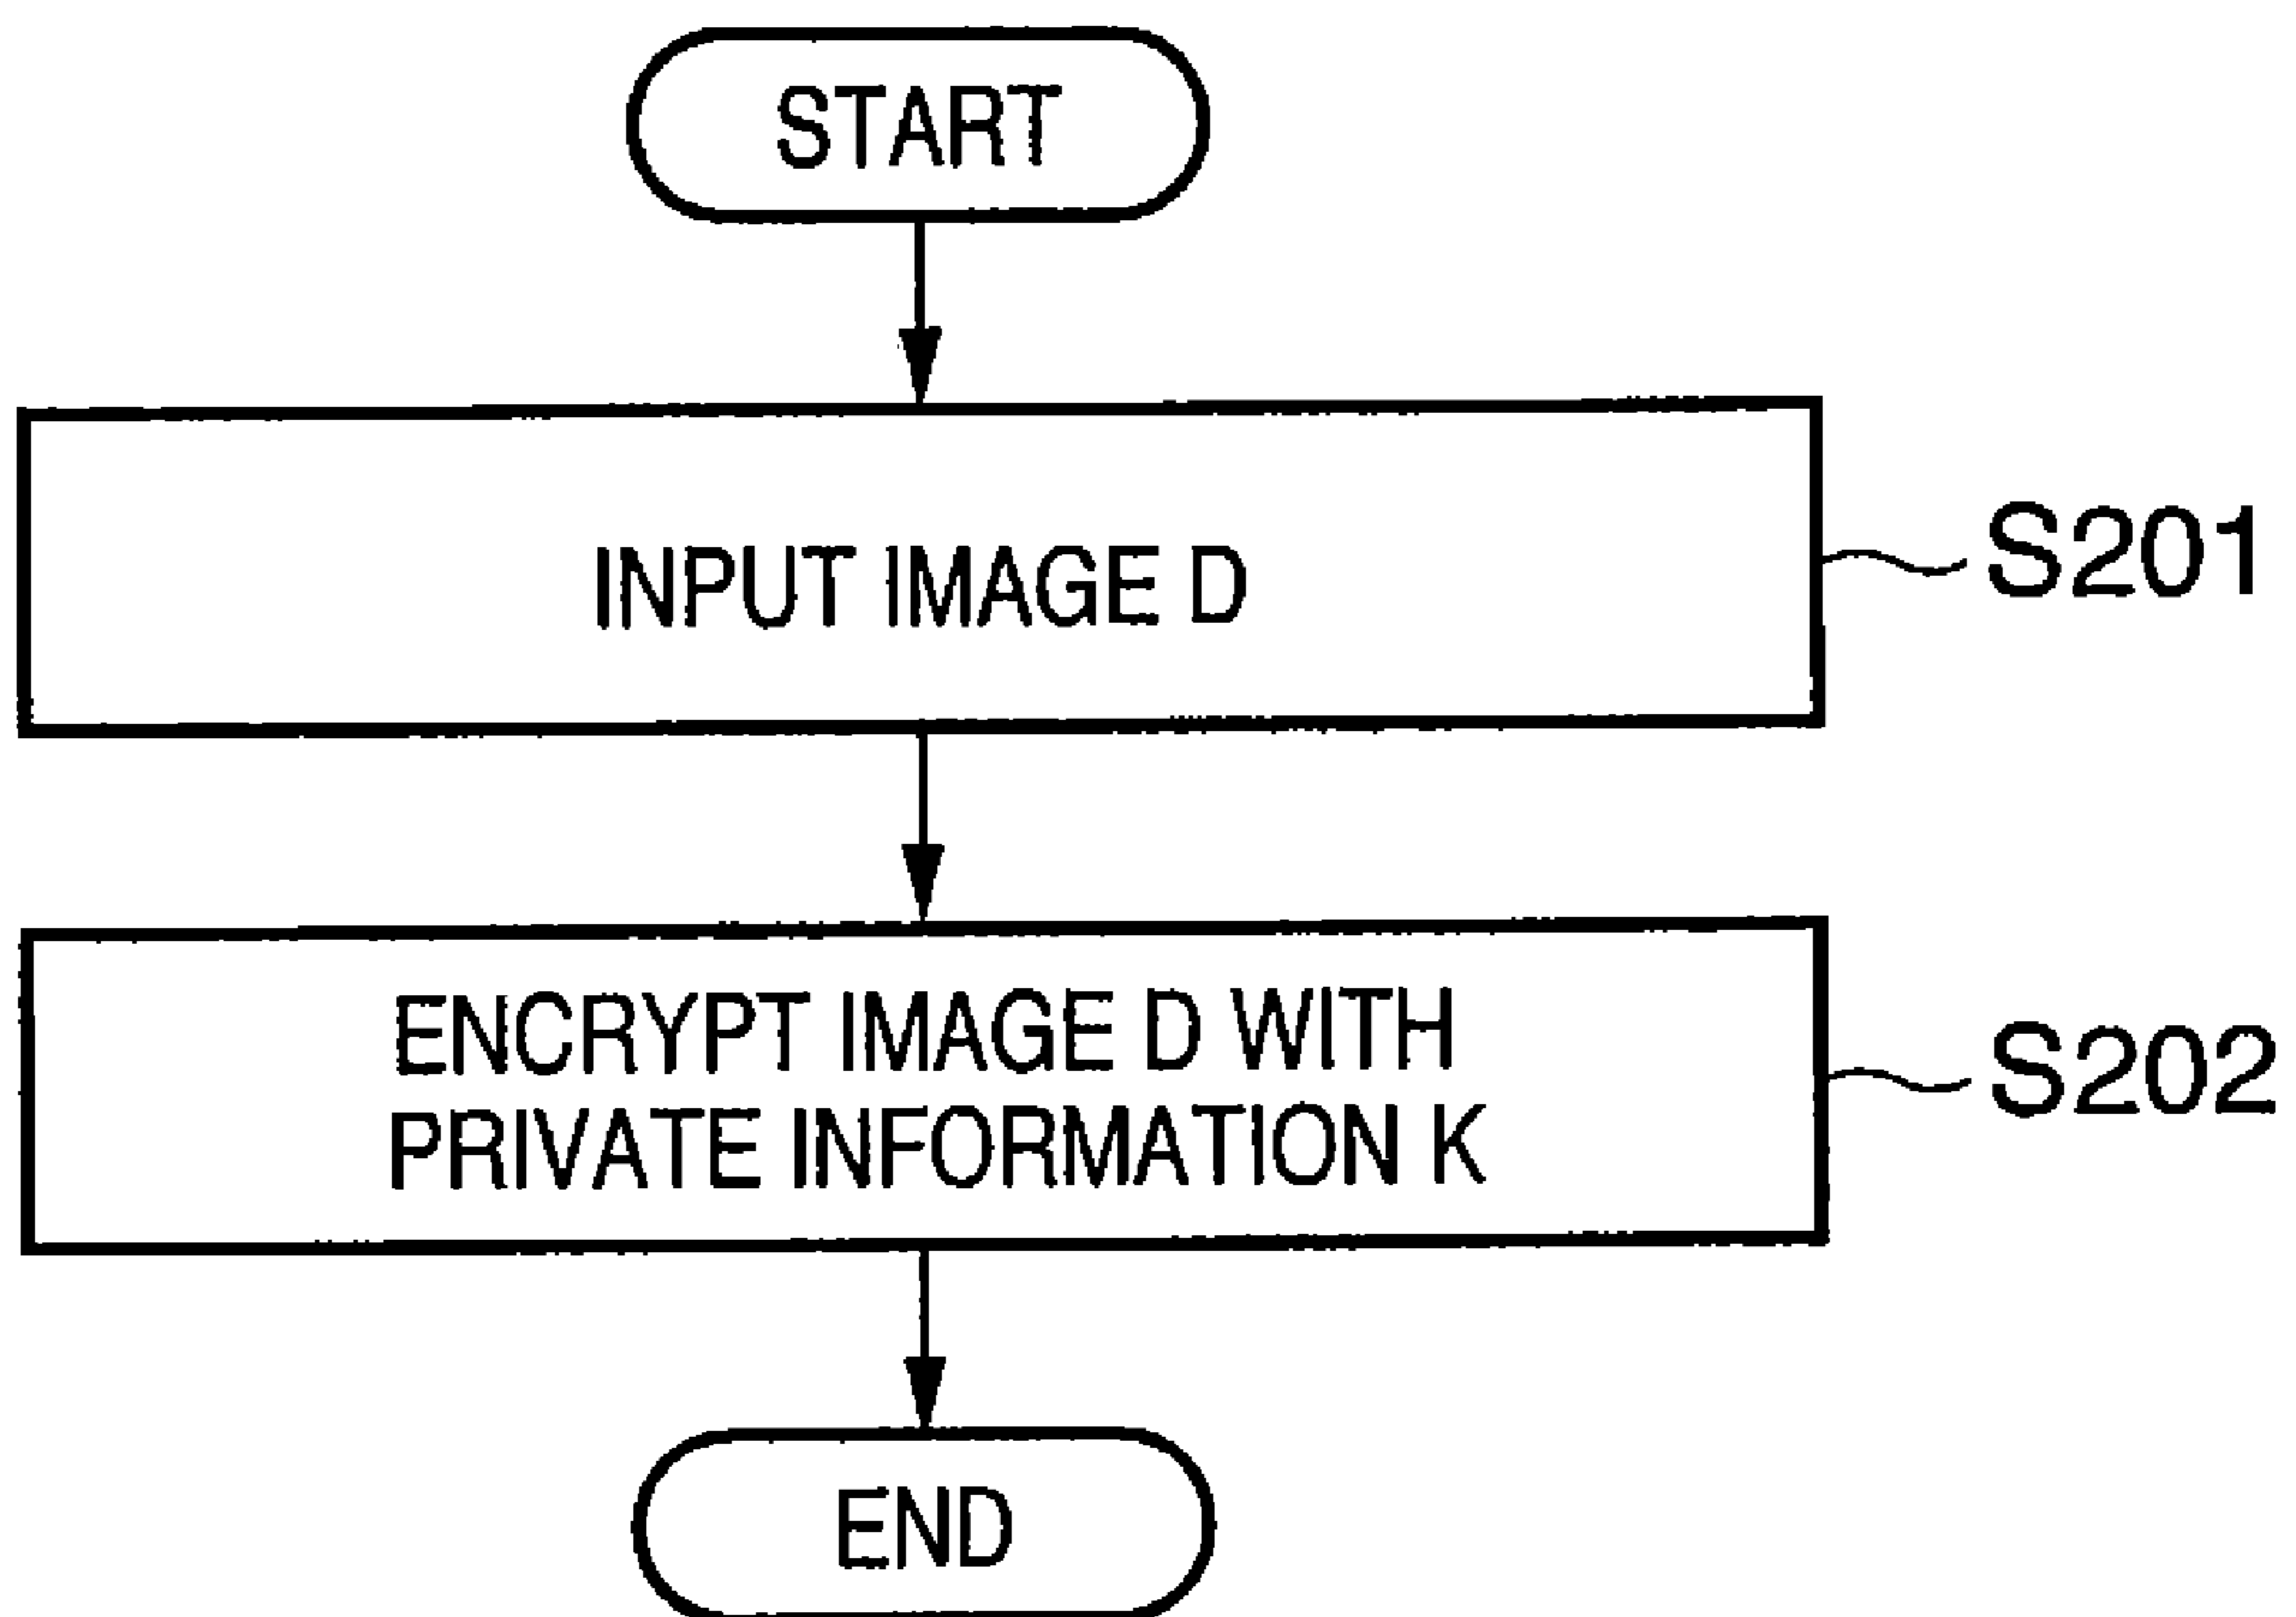 START
INPUT IMAGE D
S201
ENCRYPT IMAGE D WITH
PRIVATE INFORMATION K
S202
END